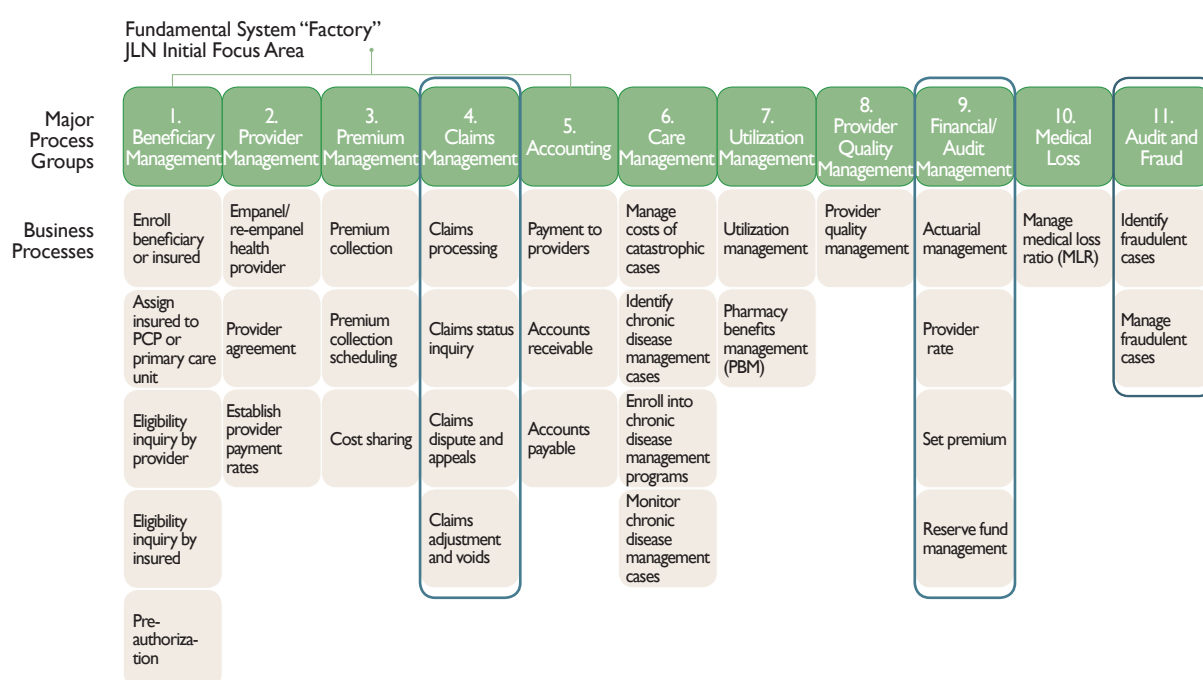 Fundamental System “Factory”
JLN Initial Focus Area
Major
Process
Groups
1.
Beneficiary
Management
2.
Provider
Management
3.
Premium
Management
4.
Claims
Management
5.
Accounting
6.
Care
Management
7.
Utilization
Management
8.
Provider
Quality
Management
9.
Financial/
Audit
Management
10.
Medical
Loss
11.
Audit and
Fraud
Business
Processes
Enroll
beneficiary
or insured
Empanel/
re-empanel
health
provider
Premium
collection
Claims
processing
Payment to
providers
Manage
costs of
catastrophic
cases
Utilization
management
Provider
quality
management
Actuarial
management
Manage
medical loss
ratio (MLR)
Identify
fraudulent
cases
Assign
insured to
PCP or
primary care
unit
Provider
agreement
Premium
collection
scheduling
Claims status
inquiry
Accounts
receivable
Identify
chronic
disease
management
cases
Pharmacy
benefits
management
(PBM)
Provider
rate
Manage
fraudulent
cases
Eligibility
inquiry by
provider
Establish
provider
payment
rates
Cost sharing
Claims
dispute and
appeals
Accounts
payable
Enroll into
chronic
disease
management
programs
Set premium
Eligibility
inquiry by
insured
Claims
adjustment
and voids
Monitor
chronic
disease
management
cases
Reserve fund
management
Pre-
authoriza-
tion